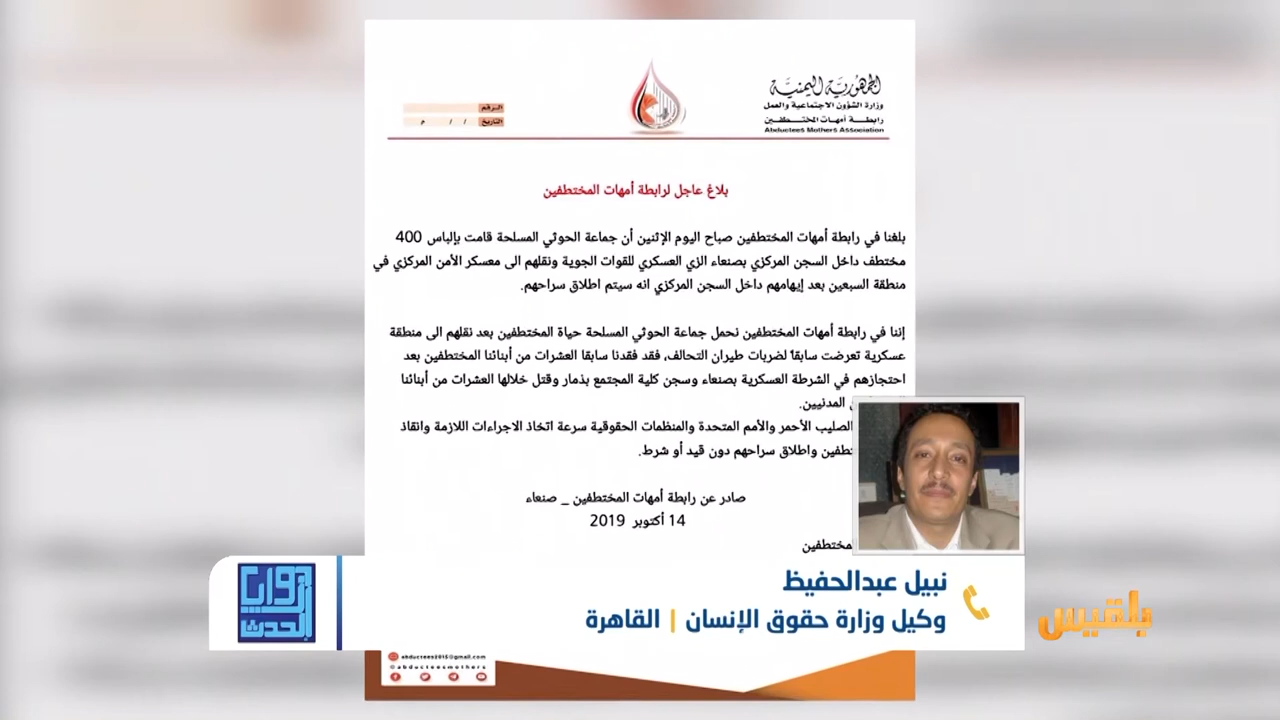 الجمهورية اليمنية
وزارة الشؤون الاجتماعية والعمل
رابطة أمهات المختطفين
Abductees Mothers Association
الرقم
التاريخ / / م
بلاغ عاجل لرابطة أمهات المختطفين
بلغنا في رابطة أمهات المختطفين صباح اليوم الإثنين أن جماعة الحوثي المسلحة قامت بإلباس 400
مختطف داخل السجن المركزي بصنعاء الزي العسكري للقوات الجوية ونقلهم الى معسكر الأمن المركزي في
منطقة السبعين بعد إيهامهم داخل السجن المركزي انه سيتم اطلاق سراحهم.
إننا في رابطة أمهات المختطفين نحمل جماعة الحوثي المسلحة حياة المختطفين بعد نقلهم الى منطقة
عسكرية تعرضت سابقاً لضربات طيران التحالف، فقد فقدنا سابقا العشرات من أبنائنا المختطفين بعد
احتجازهم في الشرطة العسكرية بصنعاء وسجن كلية المجتمع بذمار وقتل خلالها العشرات من أبنائنا
المدنيين.
الصليب الأحمر والأمم المتحدة والمنظمات الحقوقية سرعة اتخاذ الاجراءات اللازمة وانقاذ
واطلاق سراحهم دون قيد أو شرط.
صادر عن رابطة أمهات المختطفين _ صنعاء
14 أكتوبر 2019
المختطفين
نبيل عبدالحفيظ
وكيل وزارة حقوق الإنسان | القاهرة
أبواب
الحدث
بلقيس
abductees2015@gmail.com
@abducteesmothers